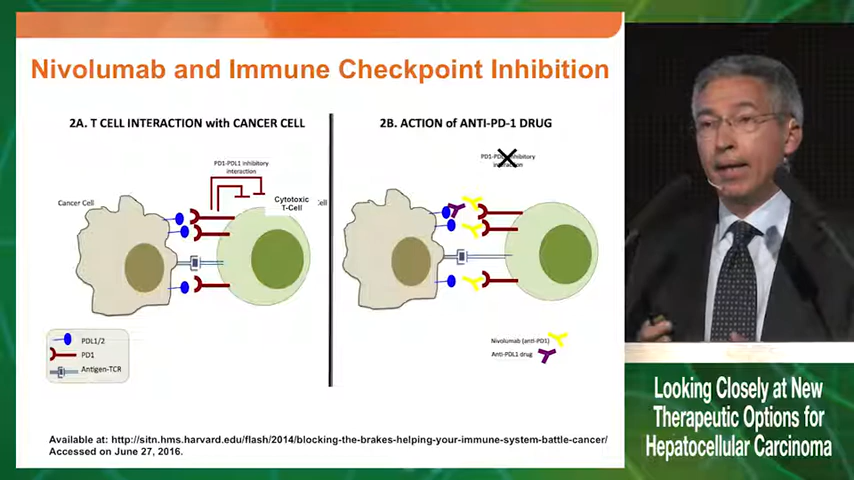 Nivolumab and Immune Checkpoint Inhibition
2A. T CELL INTERACTION with CANCER CELL
PD1-PDL1 inhibitory
interaction
Cancer Cell
Cytotoxic
T-Cell
ell
PDL1/2
PD1
Antigen-TCR
2B. ACTION of ANTI-PD-1 DRUG
PD1-PDL1 inhibitory
interaction
Nivolumab (anti-PD1)
Anti-PDL1 drug
Available at: http://sitn.hms.harvard.edu/flash/2014/blocking-the-brakes-helping-your-immune-system-battle-cancer/
Accessed on June 27, 2016.
Looking Closely at New
Therapeutic Options for
Hepatocellular Carcinoma